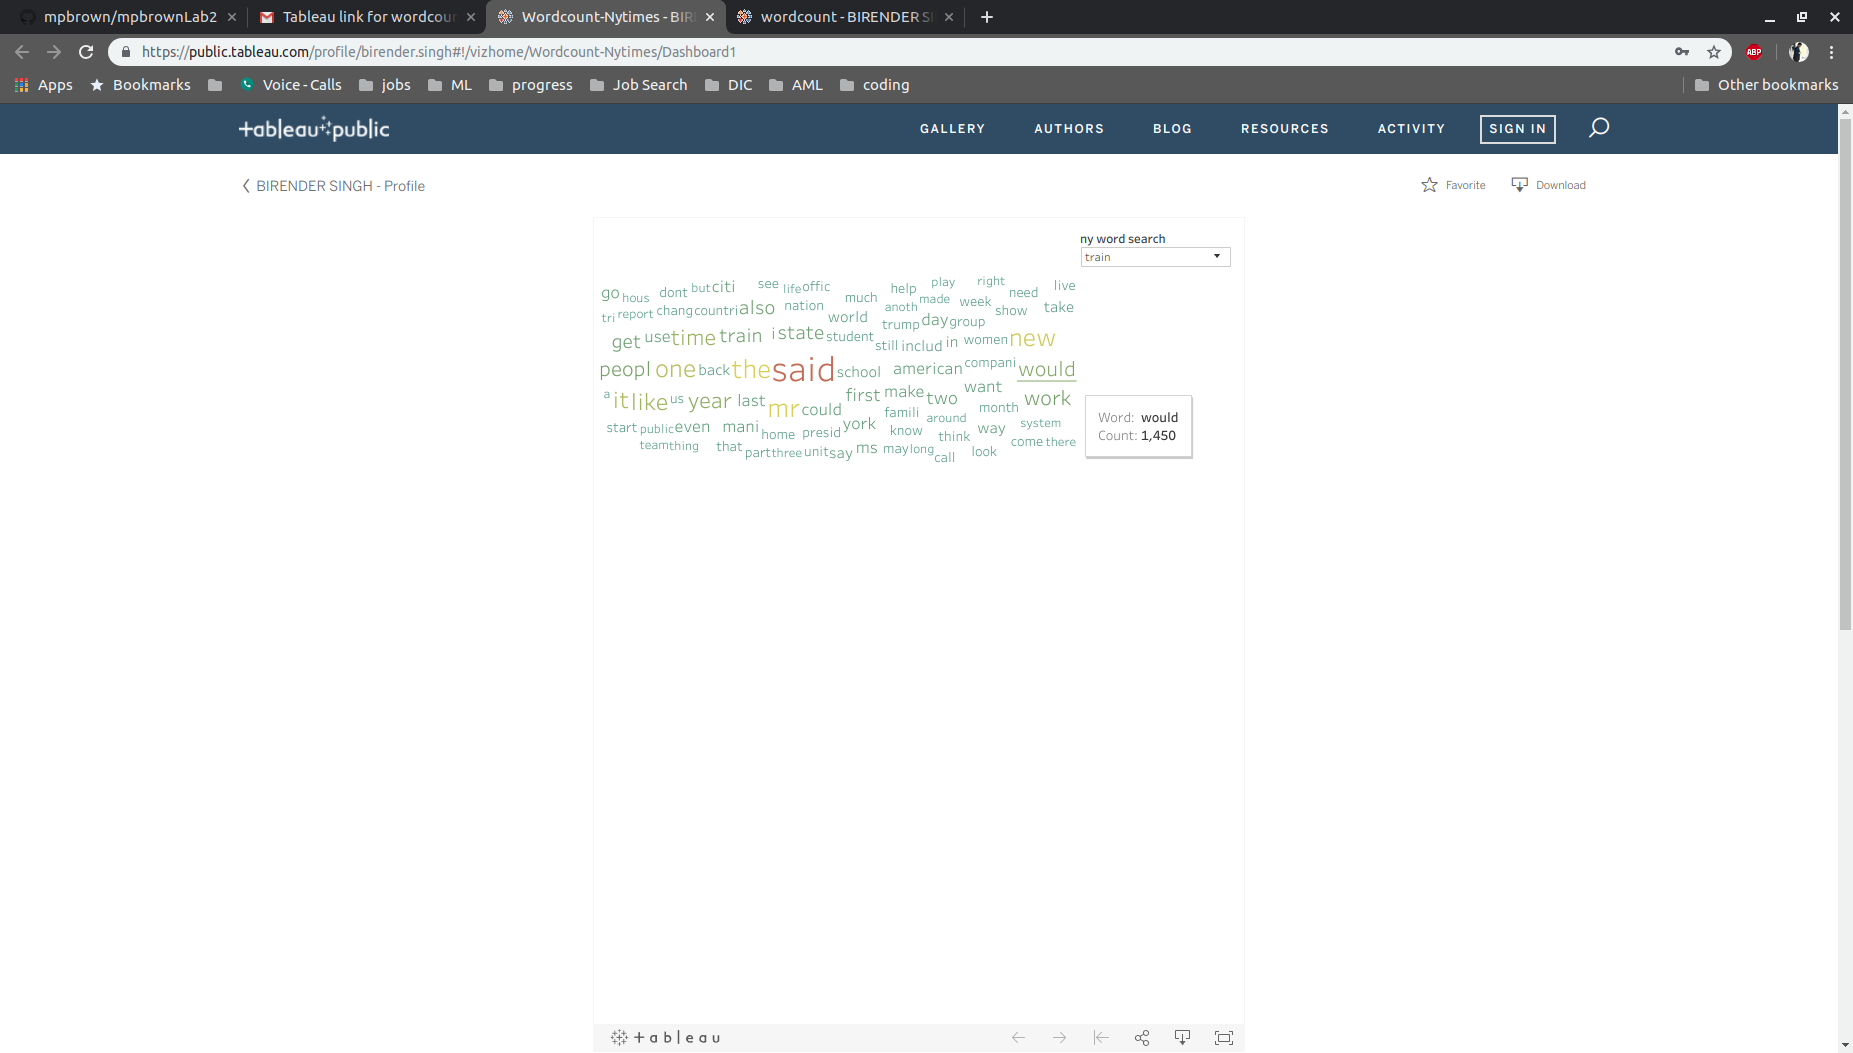 mpbrown/mpbrownLab2
Tableau link for wordcoun
Wordcount-Nytimes - BIRE
wordcount - BIRENDER SI
https://public.tableau.com/profile/birender.singh#!/vizhome/Wordcount-Nytimes/Dashboard1
ABP
Apps Bookmarks Voice - Calls jobs ML progress Job Search DIC AML coding Other bookmarks
+ableau public
GALLERY AUTHORS BLOG RESOURCES ACTIVITY SIGN IN
BIRENDER SINGH - Profile
Favorite Download
ny word search
train
go hous dont but citi see life offic much help play made right week need live
tri report chang countri also nation world anoth trump day group show take
get use time train i state student still includ in women new
peopl one back the said school american compani would
a it like us year last mr could first make two want month work
start public even mani home presid york famili know around think way system
team thing that part three unit say ms may long call look come there
Word: would
Count: 1,450
+ a b l e a u